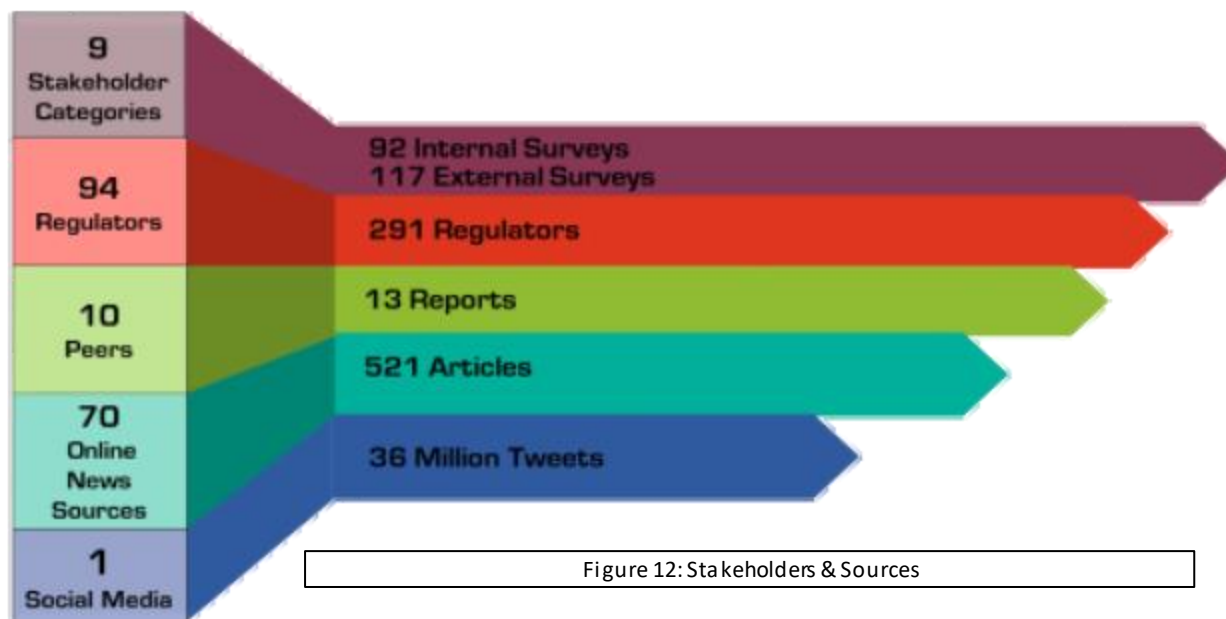 9
Stakeholder
Categories
92 Internal Surveys
117 External Surveys
94
Regulators
291 Regulators
10
Peers
13 Reports
70
Online
News
Sources
521 Articles
1
Social Media
36 Million Tweets
Figure 12: Stakeholders & Sources